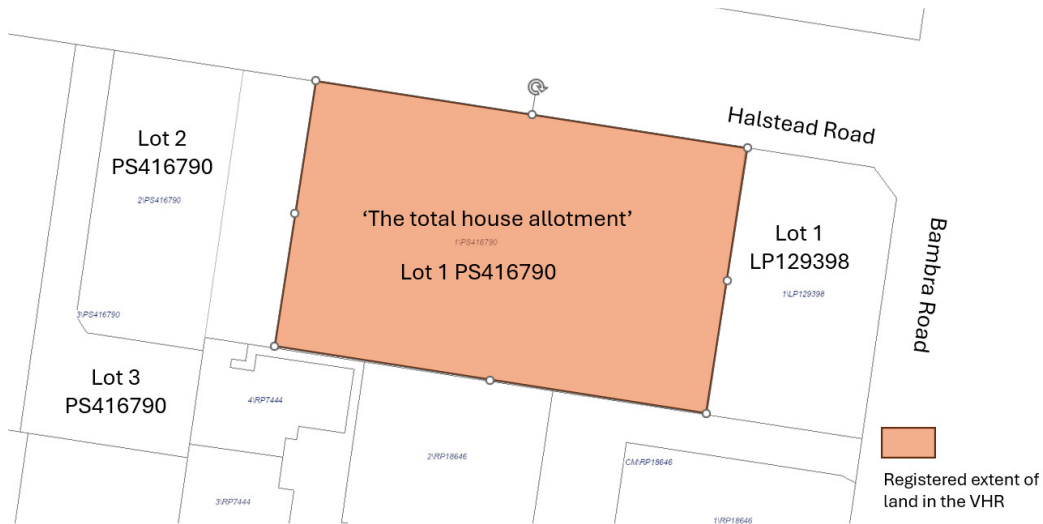 Halstead Road
Lot 2
PS416790
2\PS416790
'The total house allotment'
1\PS416790
Lot 1 PS416790
Lot 1
LP129398
1\LP129398
Bambra Road
3\PS416790
Lot 3
PS416790
4\RP7444
2\RP18646
CM\RP18646
3\RP7444
1\RP18646
Registered extent of
land in the VHR